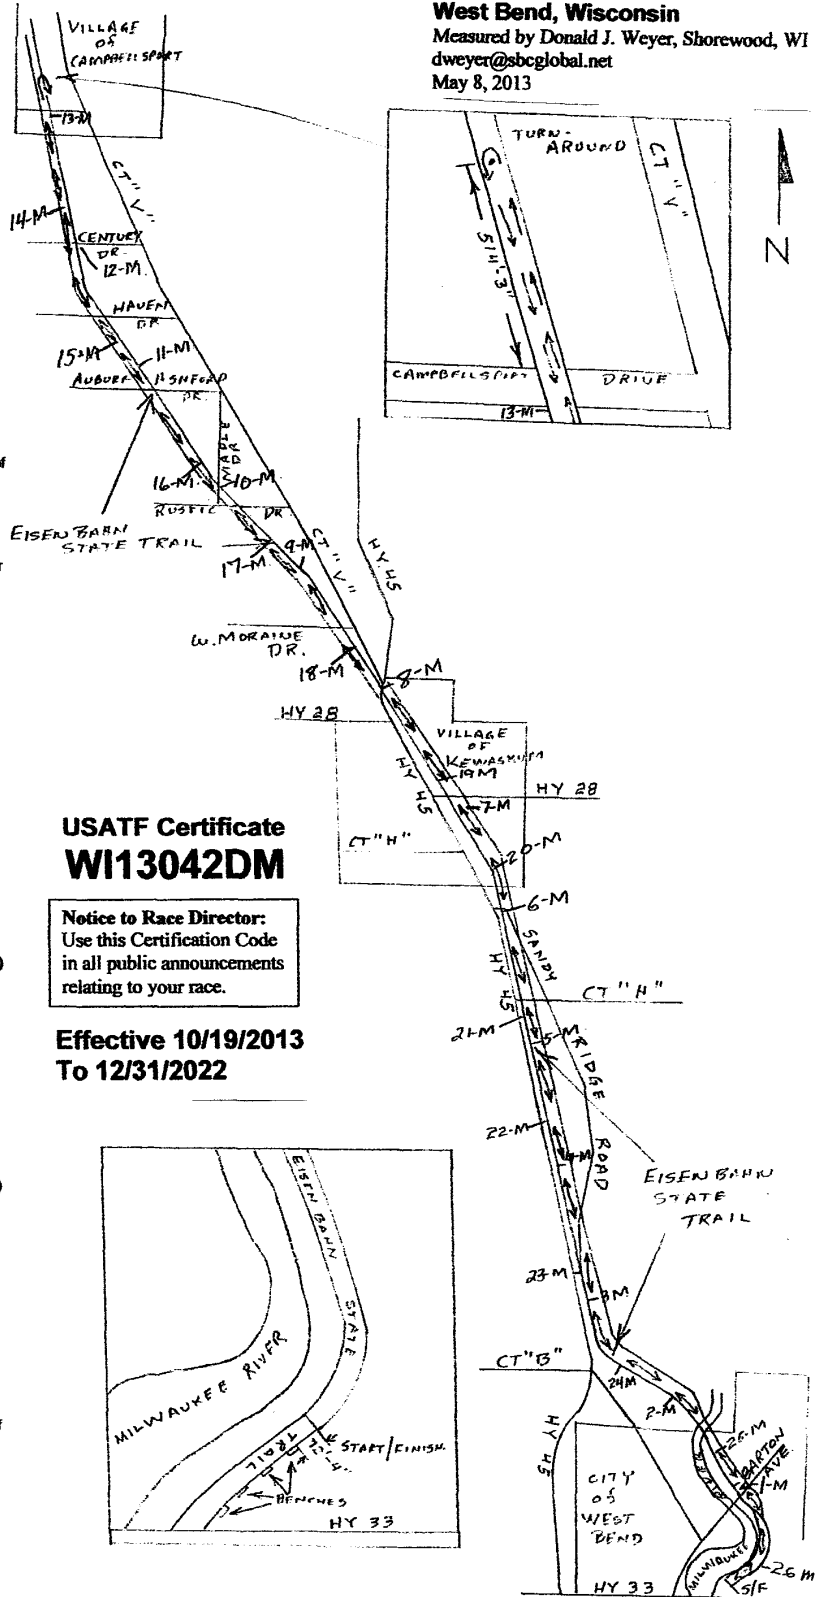 West Bend, Wisconsin
Measured by Donald J. Weyer, Shorewood, WI
dweyer@sbcglobal.net
May 8, 2013
VILLAGE
OF
CAMPBELLSPORT
13-M
CT "V"
14-M
CENTURY
DR.
12-M
HAVEN
DR
15-M
11-M
AUBURN ASHFORD
DR
16-M
10-M
RUSTIC DR
EISENBAHN
STATE TRAIL
17-M
9-M
CT "V"
HY 45
W. MORAINE
DR.
18-M
8-M
HY 28
VILLAGE
OF
KEWASKUM
19M
HY 45
HY 28
7-M
CT "H"
20-M
6-M
SANDY
RIDGE
ROAD
HY 45
CT "H"
21-M
5-M
22-M
4-M
EISENBAHN
STATE
TRAIL
23-M
3M
CT "B"
24M
2-M
25-M
BARTON
AVE
1-M
HY 45
CITY
OF
WEST
BEND
MILWAUKEE
26M
S/F
HY 33
TURN-
AROUND
CT "V"
514'-3"
CAMPBELLSPORT DRIVE
13-M
N
USATF Certificate
WI13042DM
Notice to Race Director:
Use this Certification Code
in all public announcements
relating to your race.
Effective 10/19/2013
To 12/31/2022
EISENBAHN
STATE
TRAIL
MILWAUKEE RIVER
START/FINISH
BENCHES
HY 33